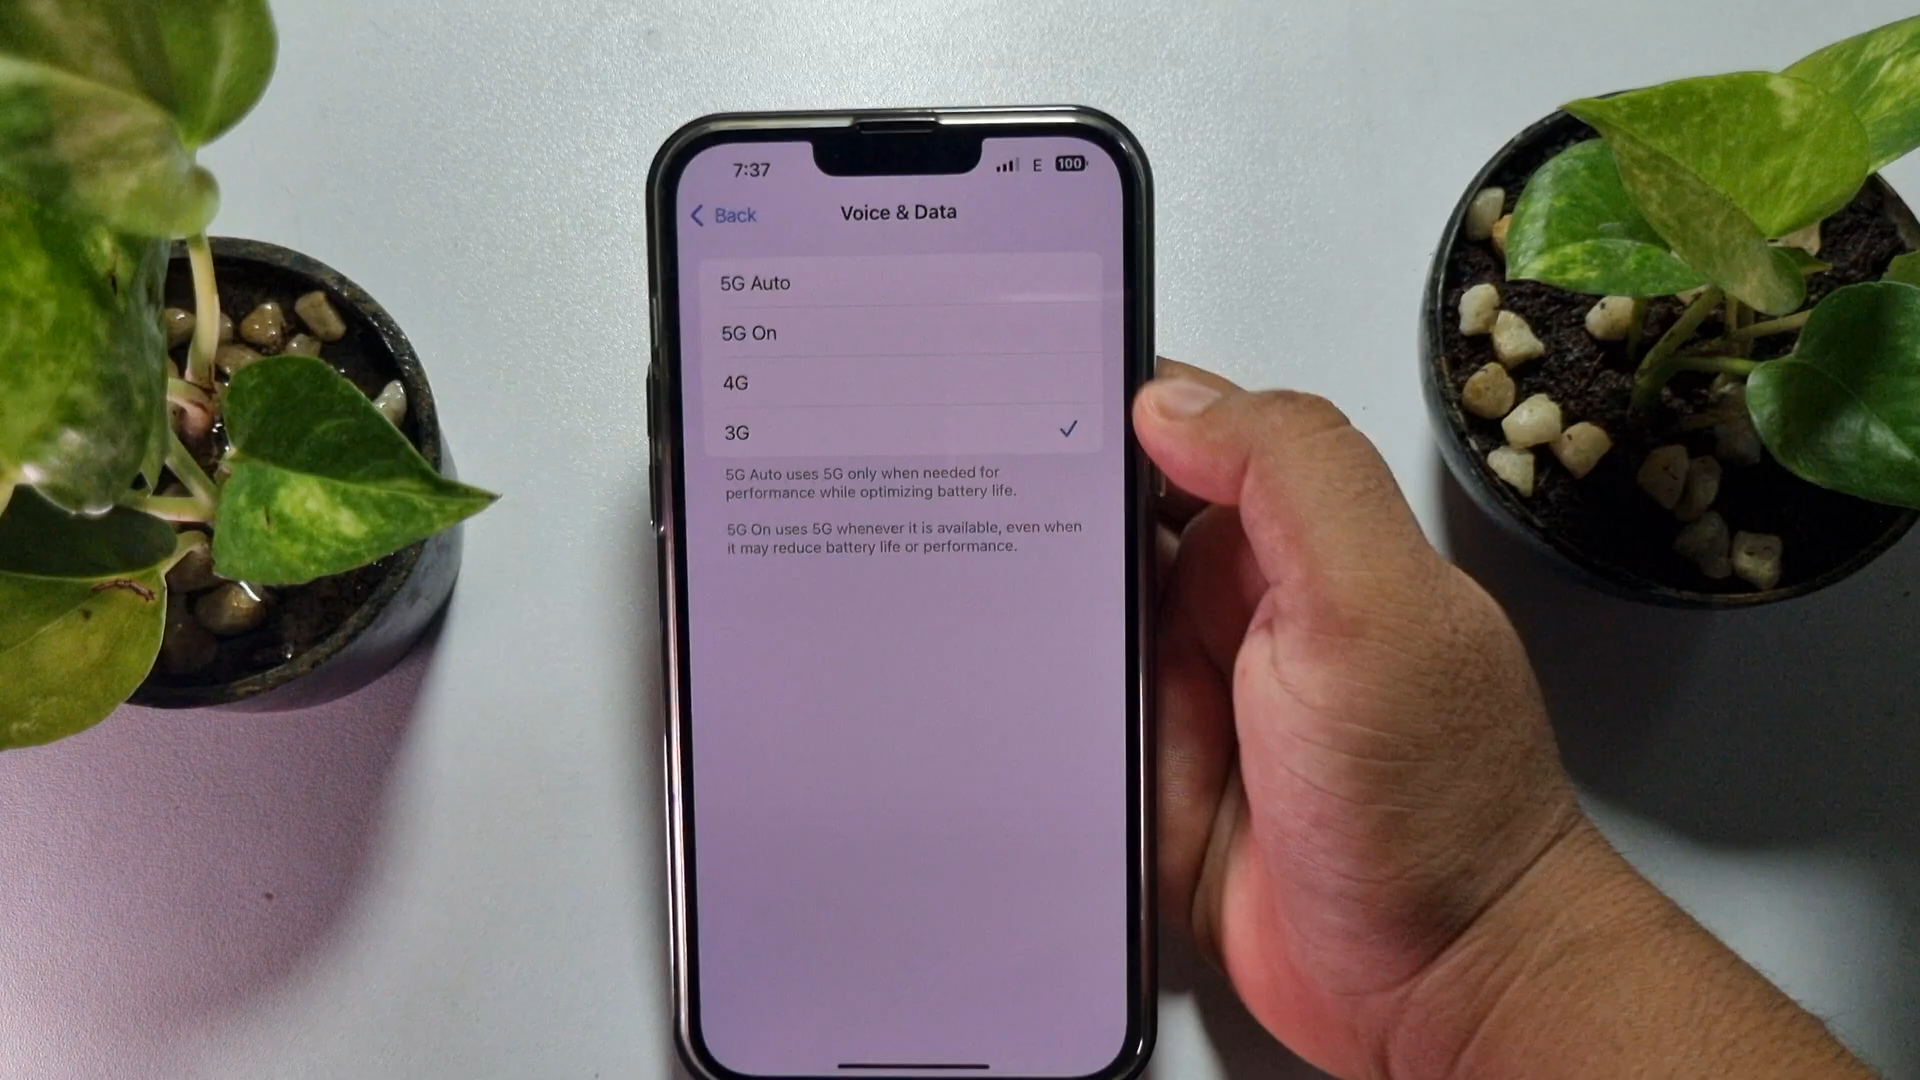 7:37 E 100
Back Voice & Data
5G Auto
5G On
4G
3G
5G Auto uses 5G only when needed for
performance while optimizing battery life.
5G On uses 5G whenever it is available, even when
it may reduce battery life or performance.